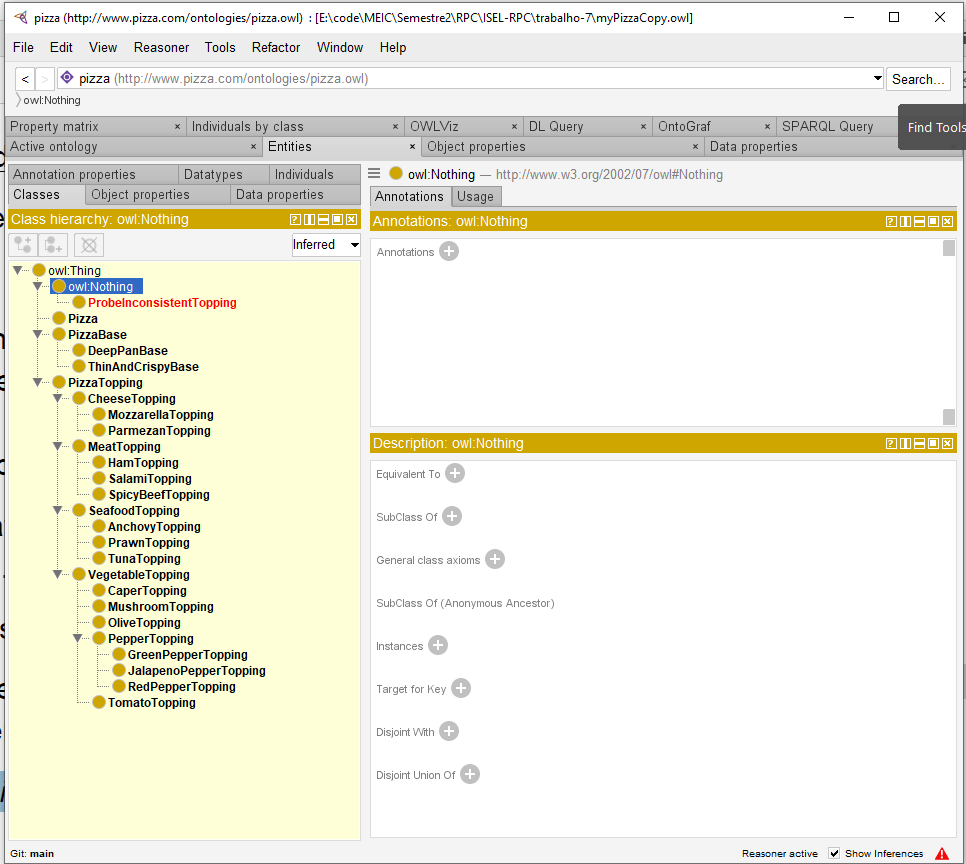 pizza (http://www.pizza.com/ontologies/pizza.owl) : [E:\code\MEIC\Semestre2\RPC\ISEL-RPC\trabalho-7\myPizzaCopy.owl]
File Edit View Reasoner Tools Refactor Window Help
< > pizza (http://www.pizza.com/ontologies/pizza.owl) Search...
owl:Nothing
Property matrix × Individuals by class × OWLViz × DL Query × OntoGraf × SPARQL Query
Find Tools
Active ontology × Entities × Object properties × Data properties
Annotation properties Datatypes Individuals
Classes Object properties Data properties
owl:Nothing — http://www.w3.org/2002/07/owl#Nothing
Annotations Usage
Class hierarchy: owl:Nothing
Inferred
owl:Thing
owl:Nothing
ProbeInconsistentTopping
Pizza
PizzaBase
DeepPanBase
ThinAndCrispyBase
PizzaTopping
CheeseTopping
MozzarellaTopping
ParmezanTopping
MeatTopping
HamTopping
SalamiTopping
SpicyBeefTopping
SeafoodTopping
AnchovyTopping
PrawnTopping
TunaTopping
VegetableTopping
CaperTopping
MushroomTopping
OliveTopping
PepperTopping
GreenPepperTopping
JalapenoPepperTopping
RedPepperTopping
TomatoTopping
Annotations: owl:Nothing
Annotations
Description: owl:Nothing
Equivalent To
SubClass Of
General class axioms
SubClass Of (Anonymous Ancestor)
Instances
Target for Key
Disjoint With
Disjoint Union Of
Git: main
Reasoner active Show Inferences